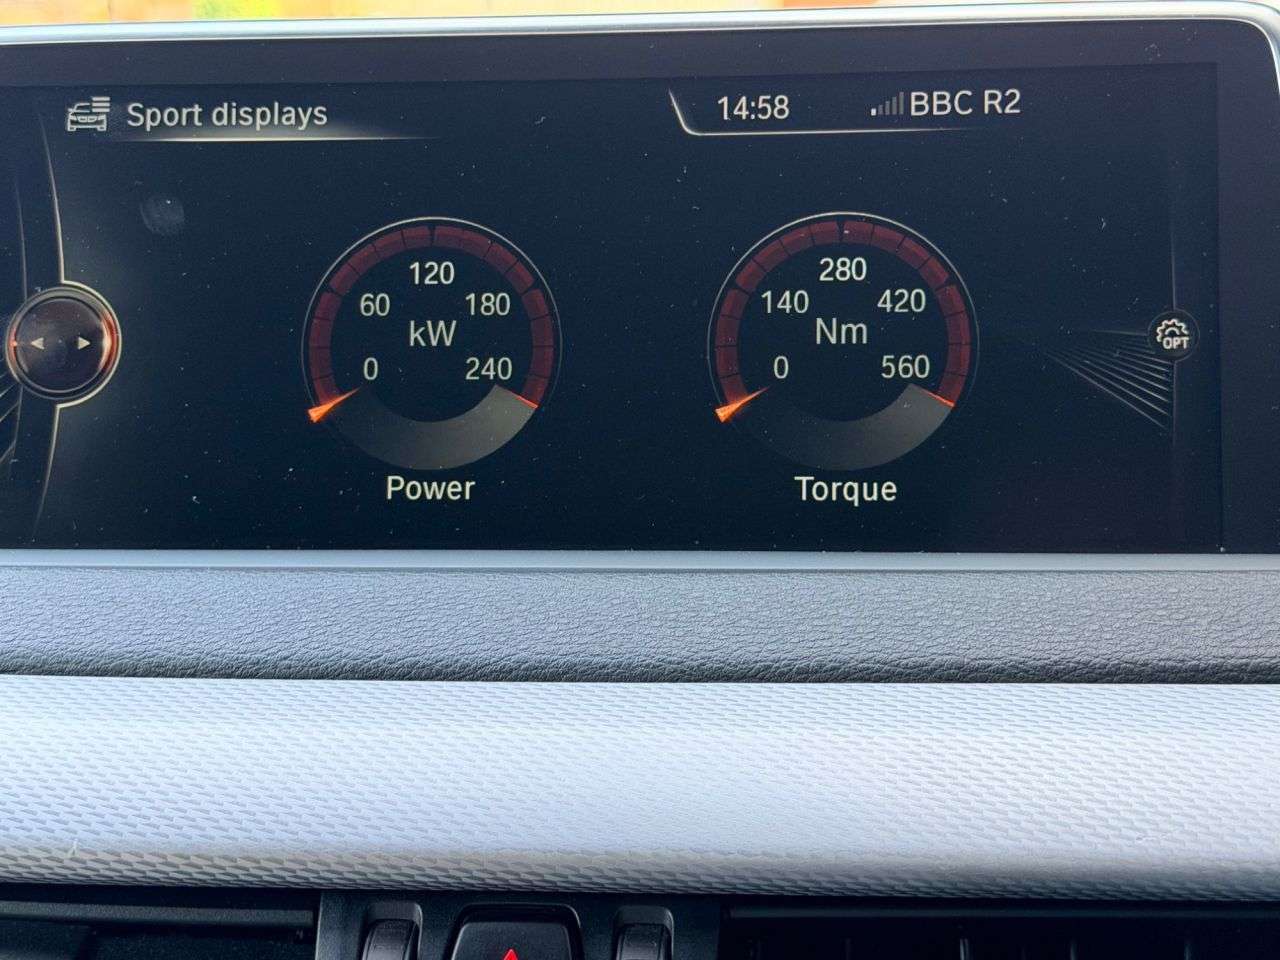 Sport displays
14:58
BBC R2
120
60 180
kW
0 240
Power
280
140 420
Nm
0 560
Torque
OPT